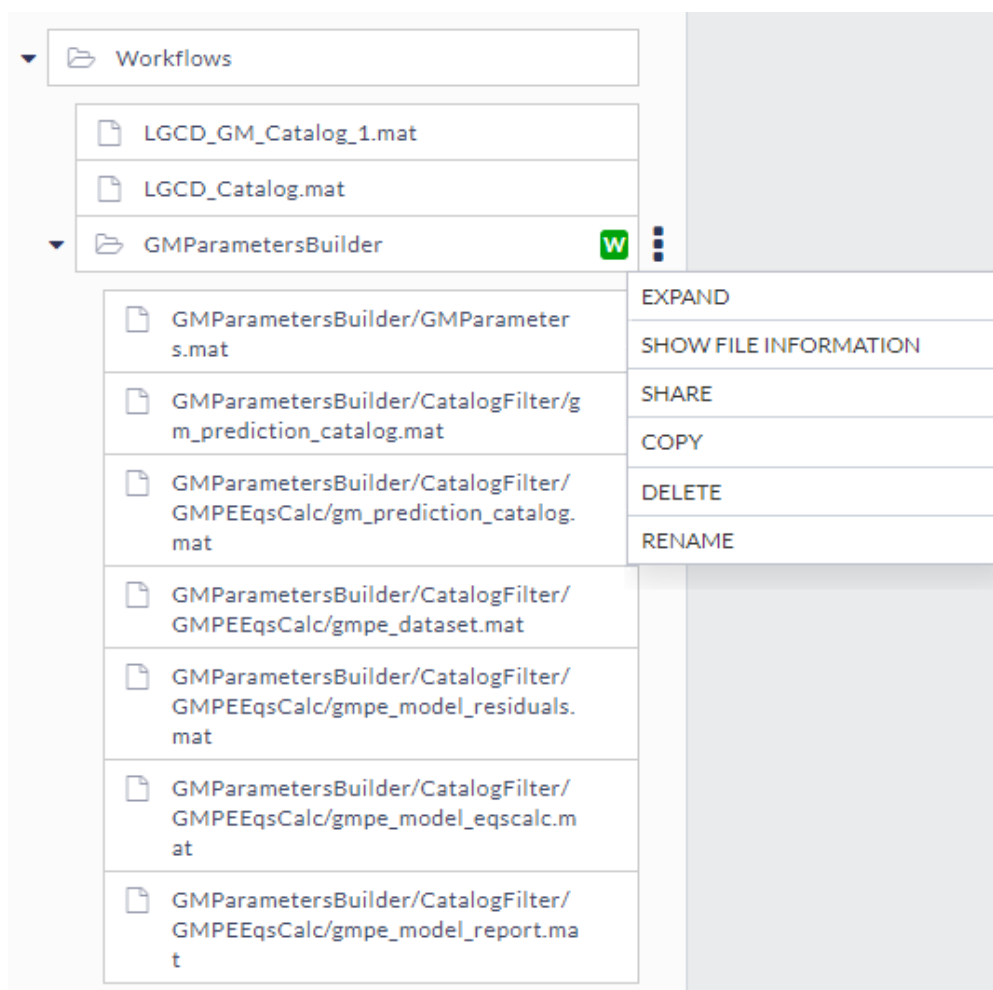 Workflows
LGCD_GM_Catalog_1.mat
LGCD_Catalog.mat
GMParametersBuilder W
EXPAND
SHOW FILE INFORMATION
SHARE
COPY
DELETE
RENAME
GMParametersBuilder/GMParameter
s.mat
GMParametersBuilder/CatalogFilter/g
m_prediction_catalog.mat
GMParametersBuilder/CatalogFilter/
GMPEEqsCalc/gm_prediction_catalog.
mat
GMParametersBuilder/CatalogFilter/
GMPEEqsCalc/gmpe_dataset.mat
GMParametersBuilder/CatalogFilter/
GMPEEqsCalc/gmpe_model_residuals.
mat
GMParametersBuilder/CatalogFilter/
GMPEEqsCalc/gmpe_model_eqscalc.m
at
GMParametersBuilder/CatalogFilter/
GMPEEqsCalc/gmpe_model_report.ma
t